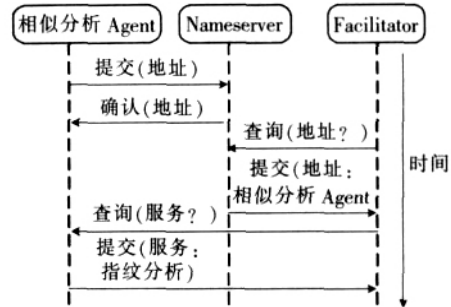 相似分析 Agent
Nameserver
Facilitator
提交(地址)
确认(地址)
查询(地址？)
提交(地址：
相似分析 Agent
查询(服务？)
提交(服务：
指纹分析)
时间